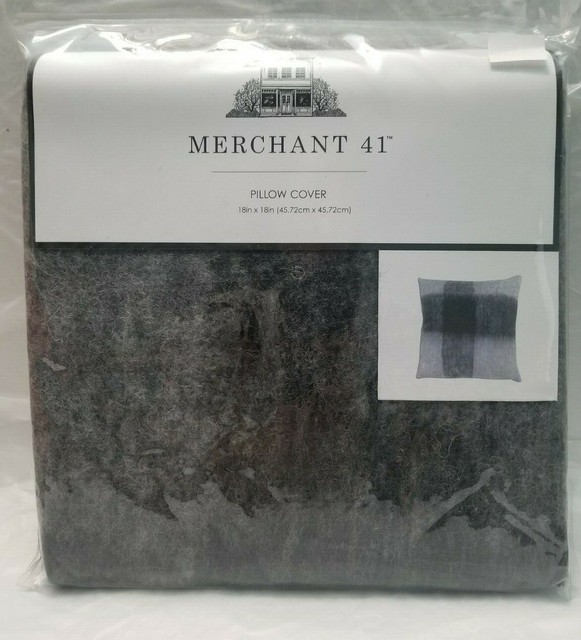 MERCHANT 41™
PILLOW COVER
18in x 18in (45.72cm x 45.72cm)